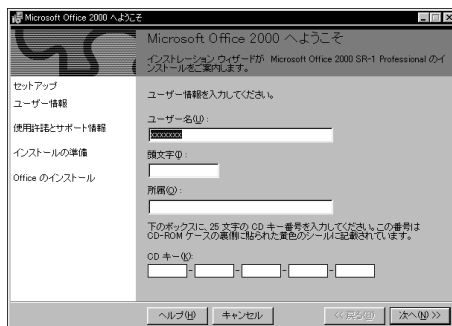 Microsoft Office 2000 へようこそ
Microsoft Office 2000 へようこそ
インストレーション ウィザードが Microsoft Office 2000 SR-1 Professional のイ
ンストールをご案内します。
セットアップ
ユーザー情報
使用許諾とサポート情報
インストールの準備
Office のインストール
ユーザー情報を入力してください。
ユーザー名(U):
xxxxxxx
頭文字(I):
所属(O):
下のボックスに、25 文字の CD キー番号を入力してください。この番号は
CD-ROM ケースの裏側に貼られた黄色のシールに記載されています。
CD キー(K):
- - - -
ヘルプ(H) キャンセル << 戻る(B) 次へ(N) >>